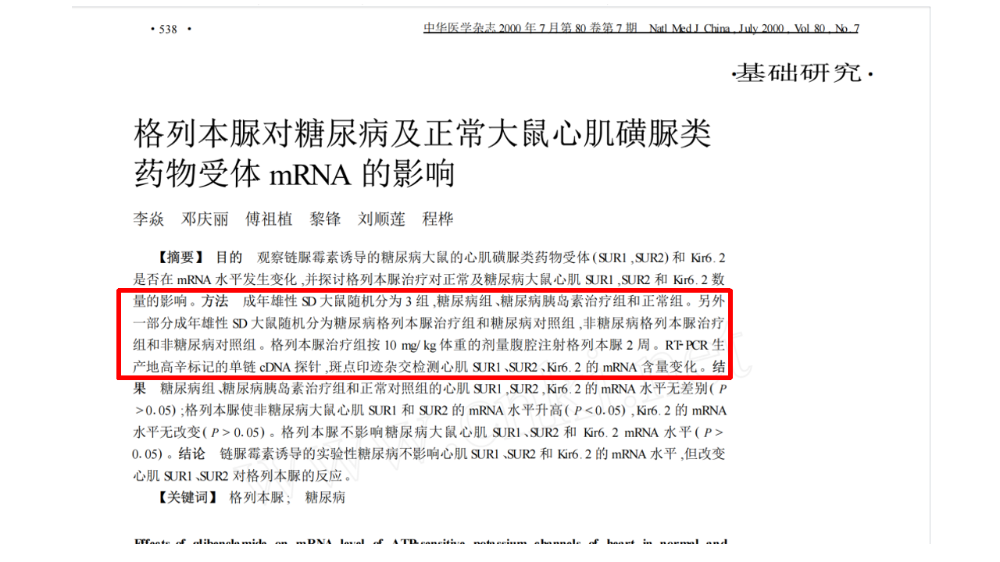 • 538 •
中华医学杂志 2000 年 7 月第 80 卷第 7 期 Natl Med J China , July 2000 , Vol 80 , No. 7
·基础研究·
格列本脲对糖尿病及正常大鼠心肌磺脲类
药物受体 mRNA 的影响
李焱 邓庆丽 傅祖植 黎锋 刘顺莲 程桦
【摘要】 目的 观察链脲霉素诱导的糖尿病大鼠的心肌磺脲类药物受体(SUR1 ,SUR2) 和 Kir6. 2
是否在 mRNA 水平发生变化 ,并探讨格列本脲治疗对正常及糖尿病大鼠心肌 SUR1 ,SUR2 和 Kir6. 2 数
量的影响。方法 成年雄性 SD 大鼠随机分为 3 组 ,糖尿病组、糖尿病胰岛素治疗组和正常组。另外
一部分成年雄性 SD 大鼠随机分为糖尿病格列本脲治疗组和糖尿病对照组 ,非糖尿病格列本脲治疗
组和非糖尿病对照组。格列本脲治疗组按 10 mg/ kg 体重的剂量腹腔注射格列本脲 2 周。RT-PCR 生
产地高辛标记的单链 cDNA 探针 ,斑点印迹杂交检测心肌 SUR1 、SUR2 、Kir6. 2 的 mRNA 含量变化。结
果 糖尿病组 、糖尿病胰岛素治疗组和正常对照组的心肌 SUR1 ,SUR2 ,Kir6. 2 的 mRNA 水平无差别( P
> 0. 05) ;格列本脲使非糖尿病大鼠心肌 SUR1 和 SUR2 的 mRNA 水平升高( P < 0. 05) , Kir6. 2 的 mRNA
水平无改变( P > 0. 05) 。格列本脲不影响糖尿病大鼠心肌 SUR1 、SUR2 和 Kir6. 2 mRNA 水平( P >
0. 05) 。结论 链脲霉素诱导的实验性糖尿病不影响心肌 SUR1 、SUR2 和 Kir6. 2 的 mRNA 水平 ,但改变
心肌 SUR1 、SUR2 对格列本脲的反应。
【关键词】 格列本脲 ; 糖尿病
Effects of glibenclamide on mRNA level of ATP-sensitive potassium channels of heart in normal and
www.cnki.net